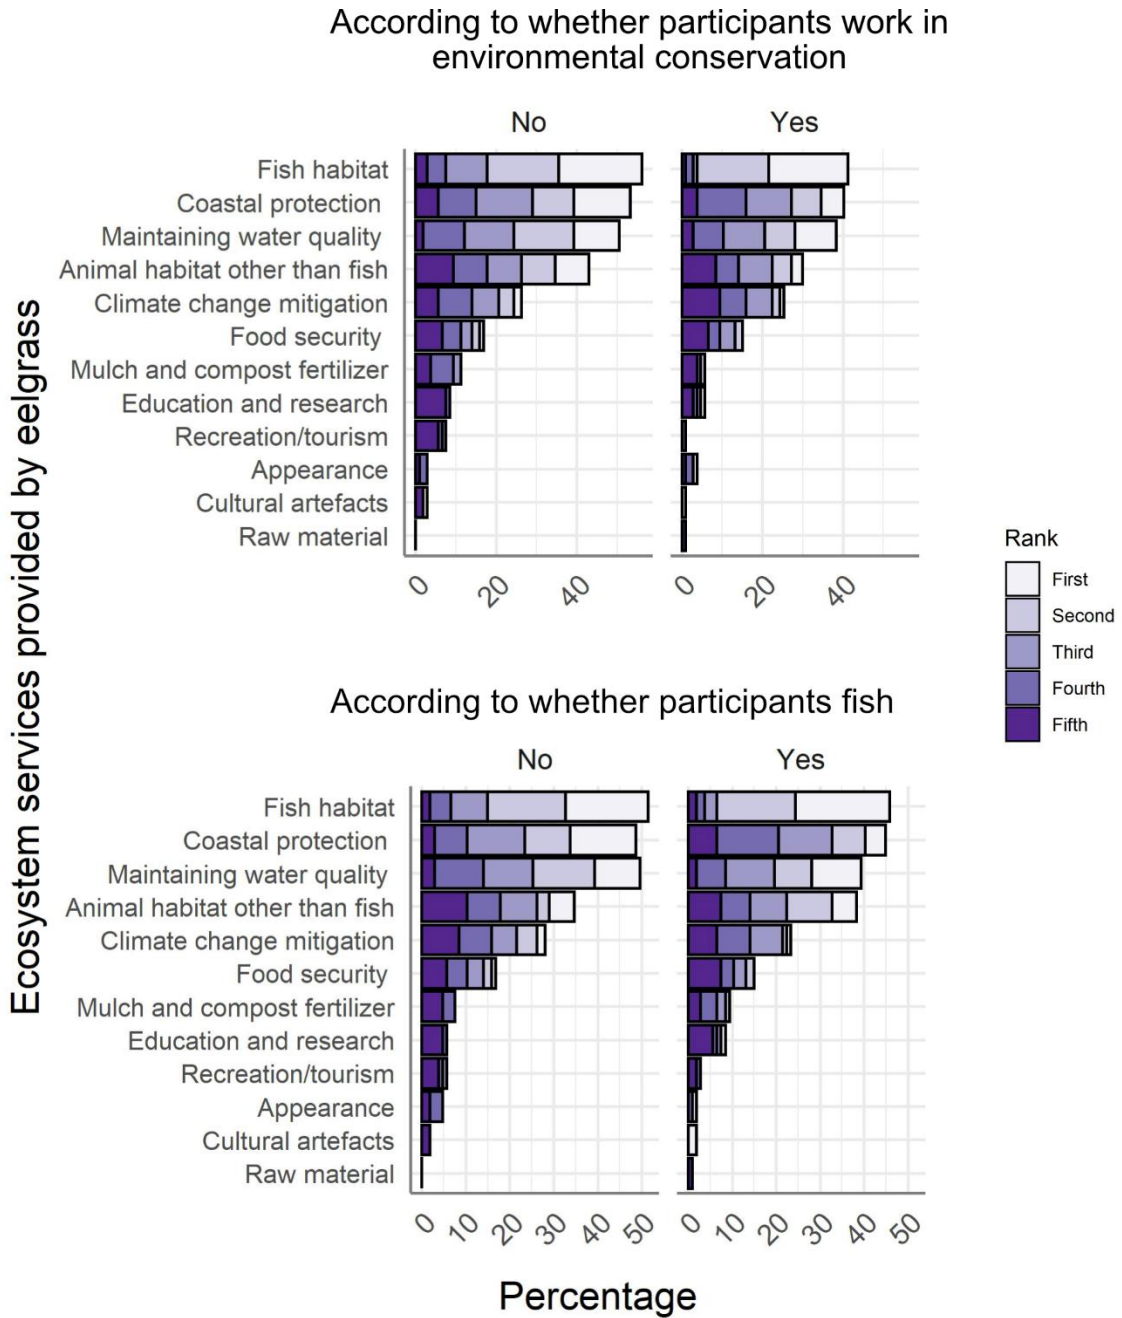 According to whether participants work in
environmental conservation
No
Yes
Ecosystem services provided by eelgrass
Fish habitat
Coastal protection
Maintaining water quality
Animal habitat other than fish
Climate change mitigation
Food security
Mulch and compost fertilizer
Education and research
Recreation/tourism
Appearance
Cultural artefacts
Raw material
0 20 40
0 20 40
Rank
First
Second
Third
Fourth
Fifth
According to whether participants fish
No
Yes
Fish habitat
Coastal protection
Maintaining water quality
Animal habitat other than fish
Climate change mitigation
Food security
Mulch and compost fertilizer
Education and research
Recreation/tourism
Appearance
Cultural artefacts
Raw material
0 10 20 30 40 50
0 10 20 30 40 50
Percentage